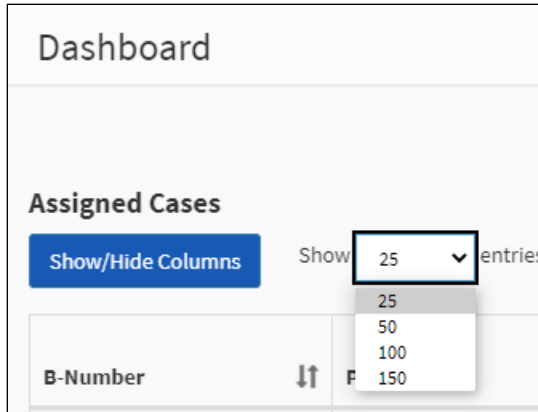 Dashboard
Assigned Cases
Show/Hide Columns Show 25 entries
25
50
100
150
B-Number